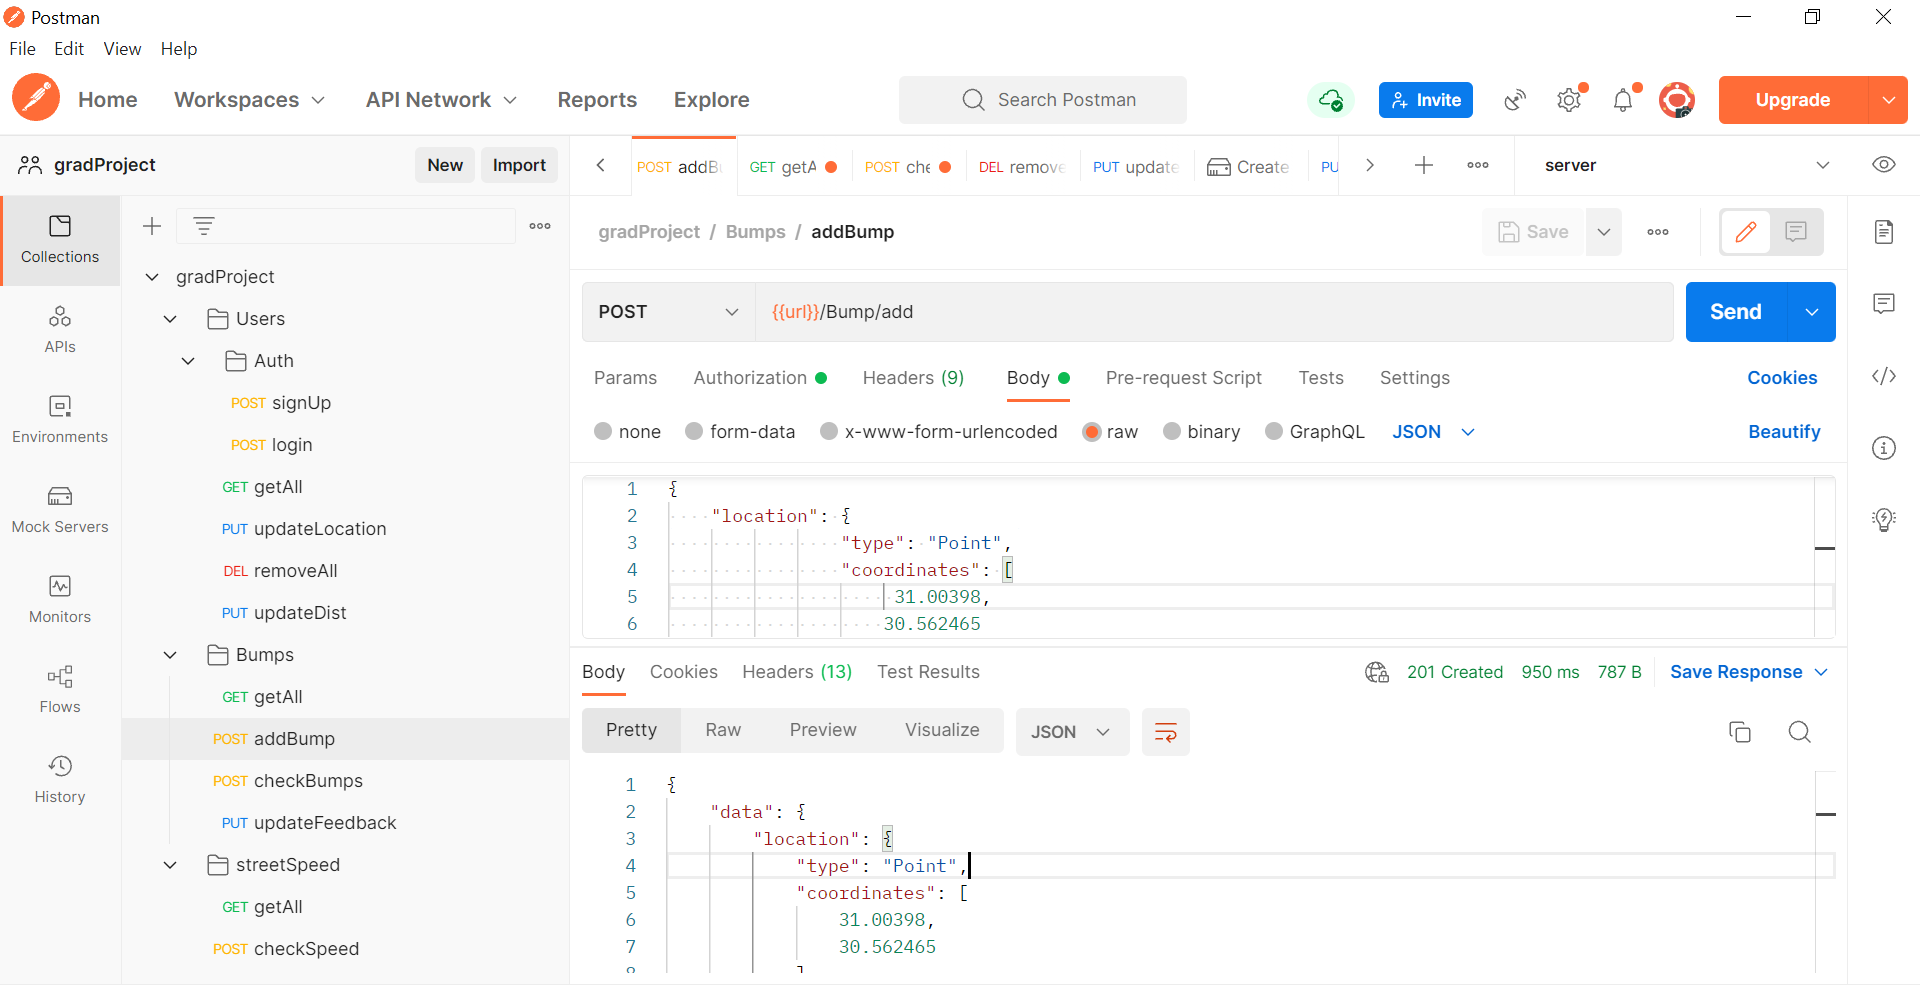 Postman
File Edit View Help
Home Workspaces API Network Reports Explore Search Postman Invite Upgrade
gradProject New Import
POST addBu GET getA POST che DEL remove PUT update Create PU server
Collections
APIs
Environments
Mock Servers
Monitors
Flows
History
gradProject
Users
Auth
POST signUp
POST login
GET getAll
PUT updateLocation
DEL removeAll
PUT updateDist
Bumps
GET getAll
POST addBump
POST checkBumps
PUT updateFeedback
streetSpeed
GET getAll
POST checkSpeed
gradProject / Bumps / addBump Save
POST {{url}}/Bump/add Send
Params Authorization Headers (9) Body Pre-request Script Tests Settings Cookies
none form-data x-www-form-urlencoded raw binary GraphQL JSON Beautify
1 {
2 "location": {
3 "type": "Point",
4 "coordinates": [
5 31.00398,
6 30.562465
Body Cookies Headers (13) Test Results 201 Created 950 ms 787 B Save Response
Pretty Raw Preview Visualize JSON
1 {
2 "data": {
3 "location": {
4 "type": "Point",
5 "coordinates": [
6 31.00398,
7 30.562465
8 ]